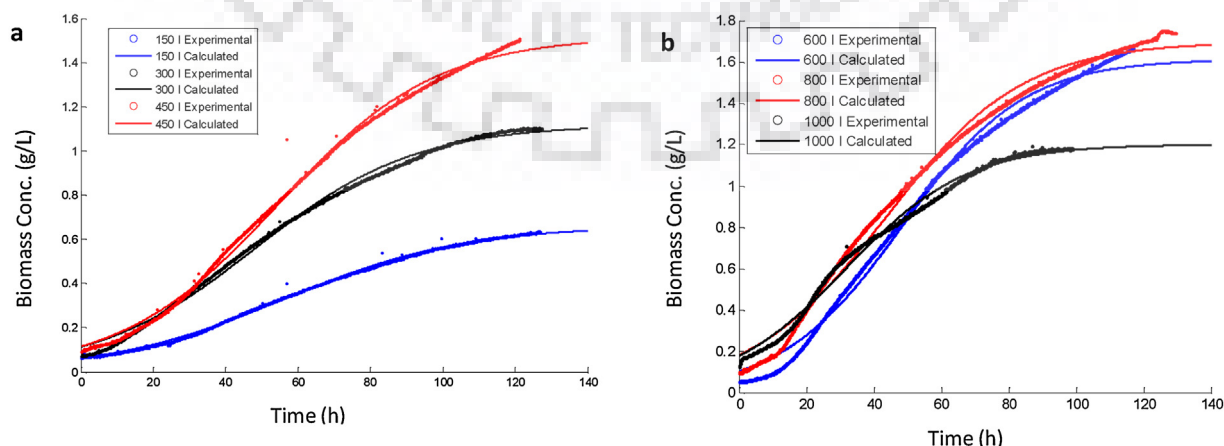 a
150 I Experimental
150 I Calculated
300 I Experimental
300 I Calculated
450 I Experimental
450 I Calculated
Biomass Conc. (g/L)
1.6
1.4
1.2
1
0.8
0.6
0.4
0.2
0
0
20
40
60
80
100
120
140
Time (h)
b
600 I Experimental
600 I Calculated
800 I Experimental
800 I Calculated
1000 I Experimental
1000 I Calculated
Biomass Conc. (g/L)
1.8
1.6
1.4
1.2
1
0.8
0.6
0.4
0.2
0
0
20
40
60
80
100
120
140
Time (h)